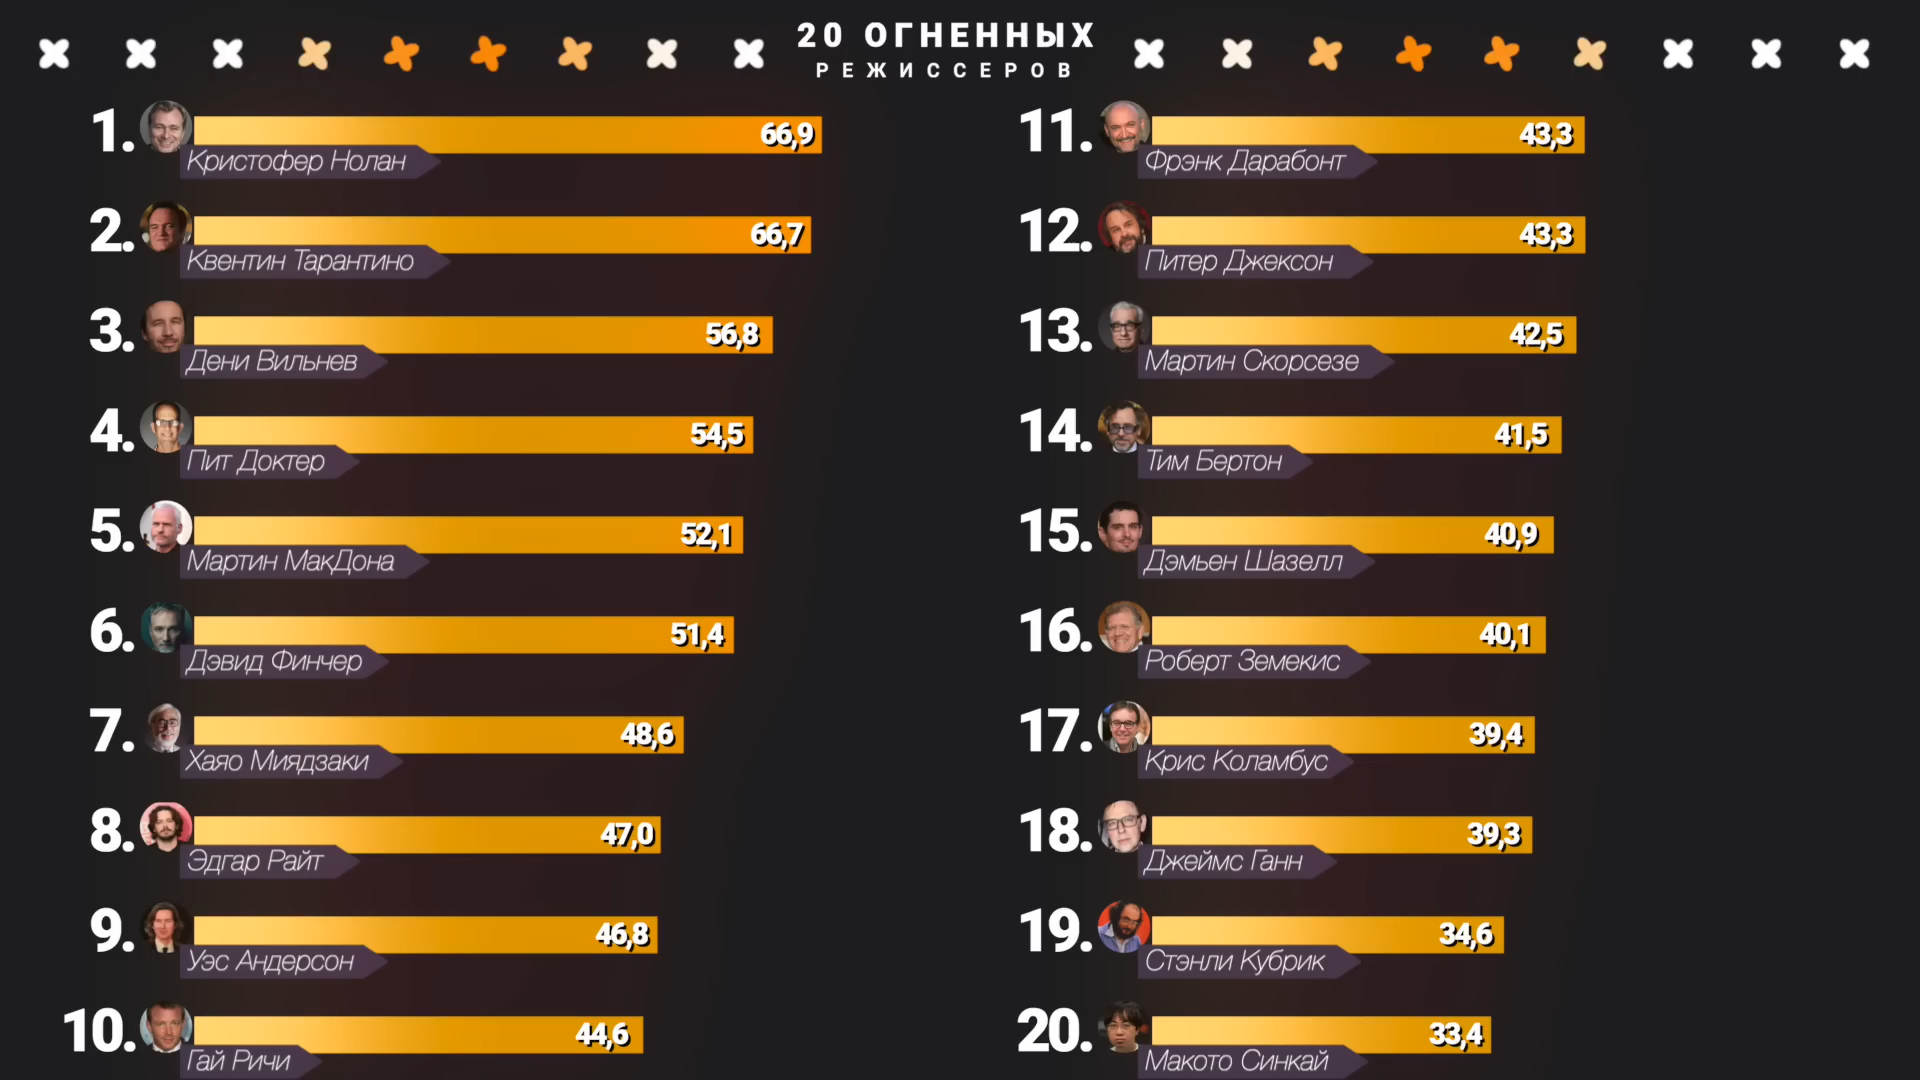 20 ОГНЕННЫХ
РЕЖИССЕРОВ
1. 66,9
Кристофер Нолан
2. 66,7
Квентин Тарантино
3. 56,8
Дени Вильнев
4. 54,5
Пит Доктер
5. 52,1
Мартин МакДона
6. 51,4
Дэвид Финчер
7. 48,6
Хаяо Миядзаки
8. 47,0
Эдгар Райт
9. 46,8
Уэс Андерсон
10. 44,6
Гай Ричи
11. 43,3
Фрэнк Дарабонт
12. 43,3
Питер Джексон
13. 42,5
Мартин Скорсезе
14. 41,5
Тим Бертон
15. 40,9
Дэмьен Шазелл
16. 40,1
Роберт Земекис
17. 39,4
Крис Коламбус
18. 39,3
Джеймс Ганн
19. 34,6
Стэнли Кубрик
20. 33,4
Макото Синкай